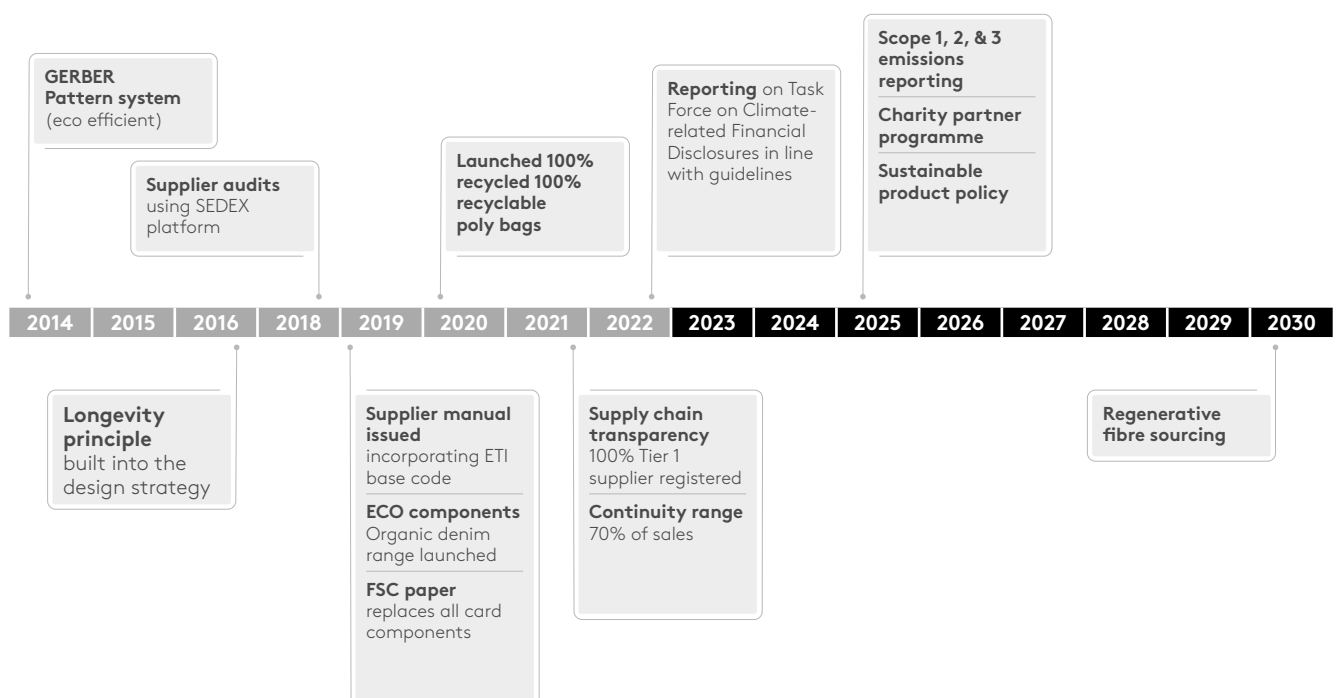 GERBER
Pattern system
(eco efficient)
Supplier audits
using SEDEX
platform
Launched 100%
recycled 100%
recyclable
poly bags
Reporting on Task
Force on Climate-
related Financial
Disclosures in line
with guidelines
Scope 1, 2, & 3
emissions
reporting
Charity partner
programme
Sustainable
product policy
2014 2015 2016 2018 2019 2020 2021 2022 2023 2024 2025 2026 2027 2028 2029 2030
Longevity
principle
built into the
design strategy
Supplier manual
issued
incorporating ETI
base code
ECO components
Organic denim
range launched
FSC paper
replaces all card
components
Supply chain
transparency
100% Tier 1
supplier registered
Continuity range
70% of sales
Regenerative
fibre sourcing